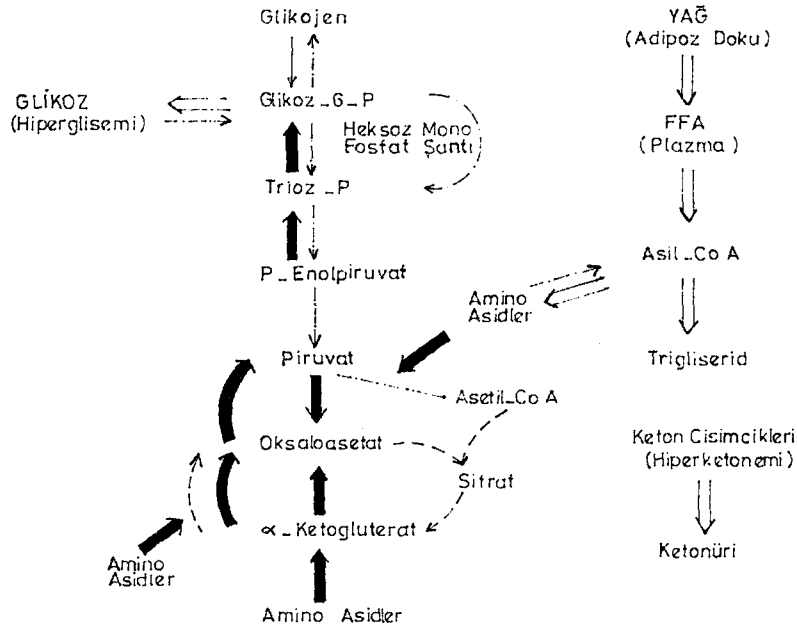 Glikojen
GLİKOZ
(Hiperglisemi)
Glikoz_6_P
Heksoz Mono
Fosfat Şantı
Trioz_P
P_Enolpiruvat
Amino
Asidler
Piruvat
Asetil_Co A
Oksaloasetat
Sitrat
α_Ketogluterat
Amino
Asidler
Amino Asidler
YAĞ
(Adipoz Doku)
FFA
(Plazma)
Asil_Co A
Trigliserid
Keton Cisimcikleri
(Hiperketonemi)
Ketonüri